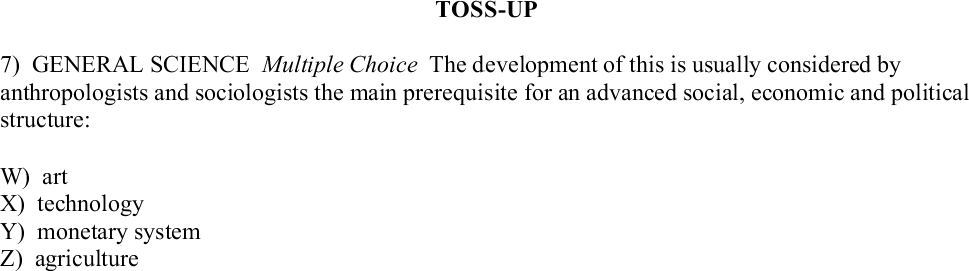 TOSS-UP
7) GENERAL SCIENCE Multiple Choice The development of this is usually considered by
anthropologists and sociologists the main prerequisite for an advanced social, economic and political
structure:
W) art
X) technology
Y) monetary system
Z) agriculture